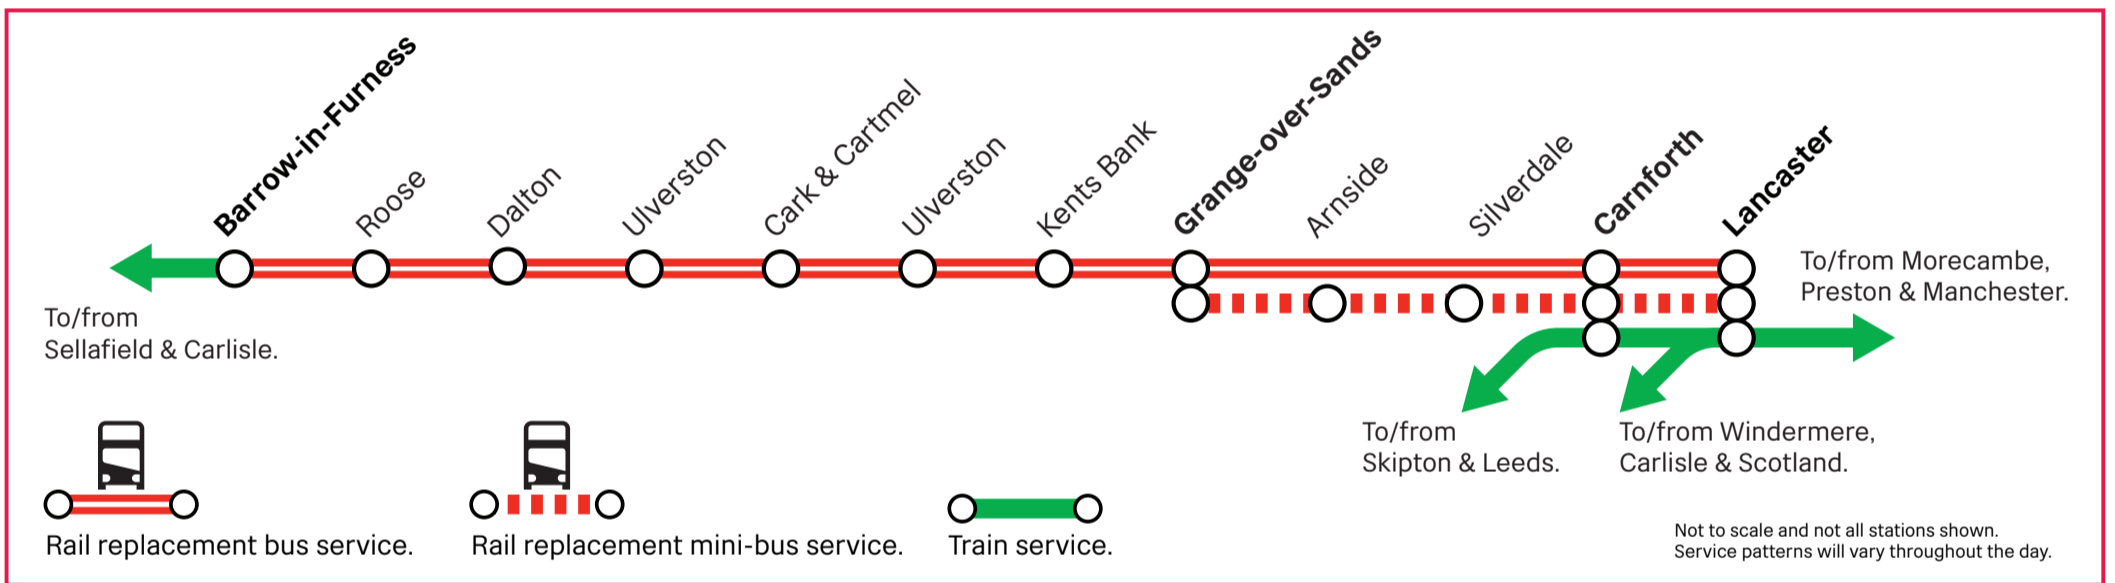 Barrow-in-Furness
Roose
Dalton
Ulverston
Cark & Cartmel
Ulverston
Kents Bank
Grange-over-Sands
Arnside
Silverdale
Carnforth
Lancaster
To/from
Sellafield & Carlisle.
To/from Morecambe,
Preston & Manchester.
To/from
Skipton & Leeds.
To/from Windermere,
Carlisle & Scotland.
Rail replacement bus service.
Rail replacement mini-bus service.
Train service.
Not to scale and not all stations shown.
Service patterns will vary throughout the day.